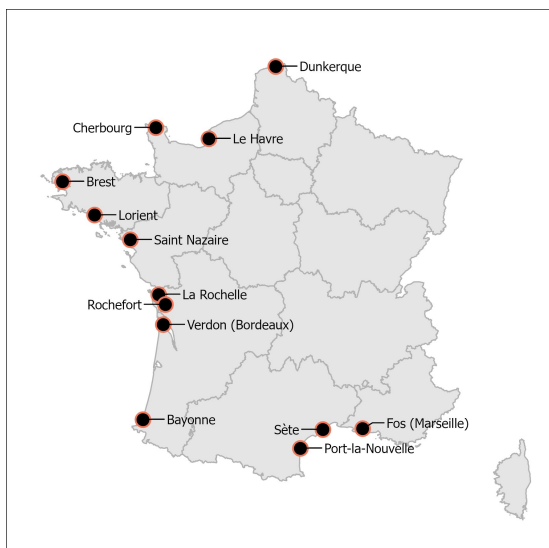 Dunkerque
Cherbourg
Le Havre
Brest
Lorient
Saint Nazaire
La Rochelle
Rochefort
Verdon (Bordeaux)
Bayonne
Fos (Marseille)
Sète
Port-la-Nouvelle